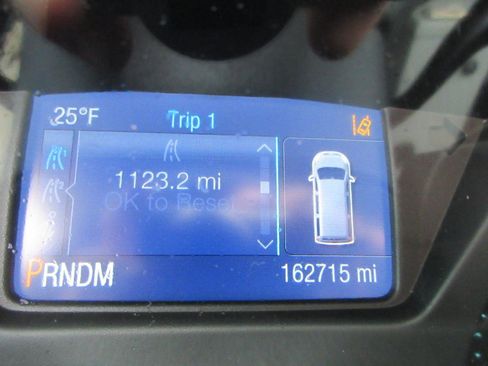 25°F
Trip 1
1123.2 mi
OK to Reset
PRNDM
162715 mi